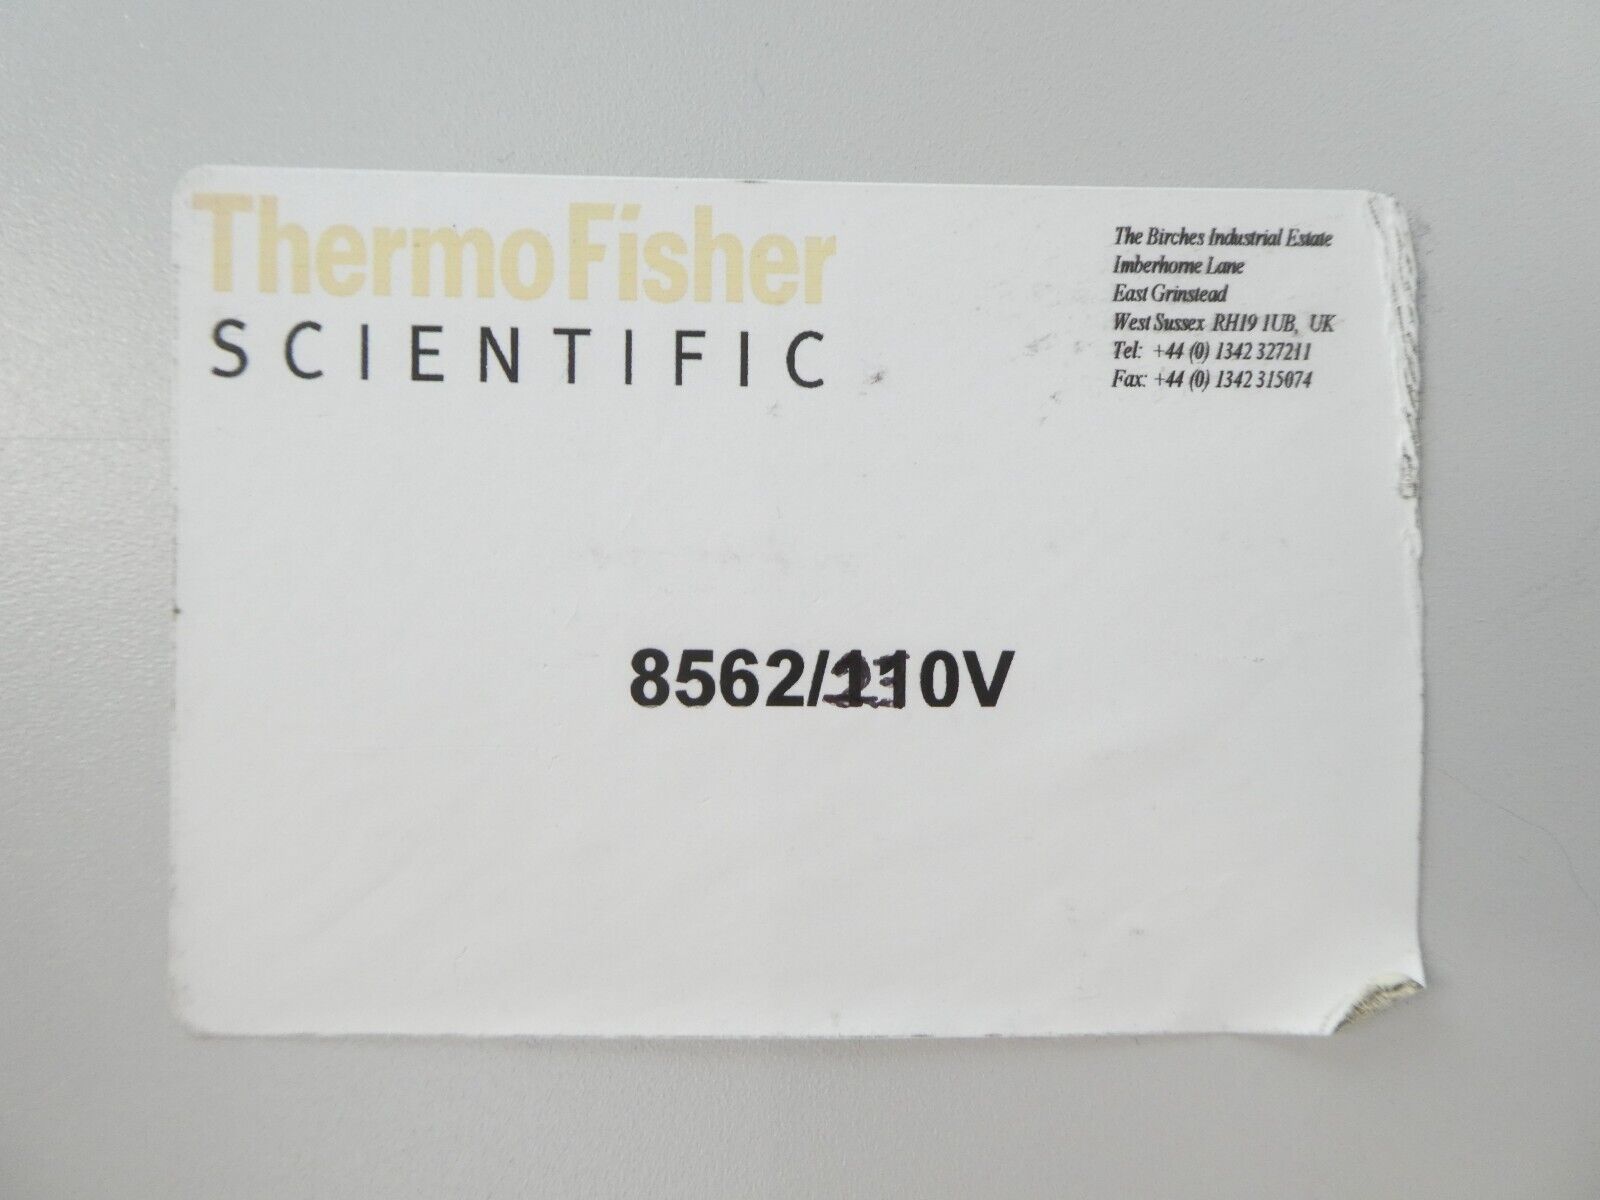 ThermoFisher
SCIENTIFIC
The Birches Industrial Estate
Imberhorne Lane
East Grinstead
West Sussex RH19 1UB, UK
Tel: +44 (0) 1342 327211
Fax: +44 (0) 1342 315074
8562/230V